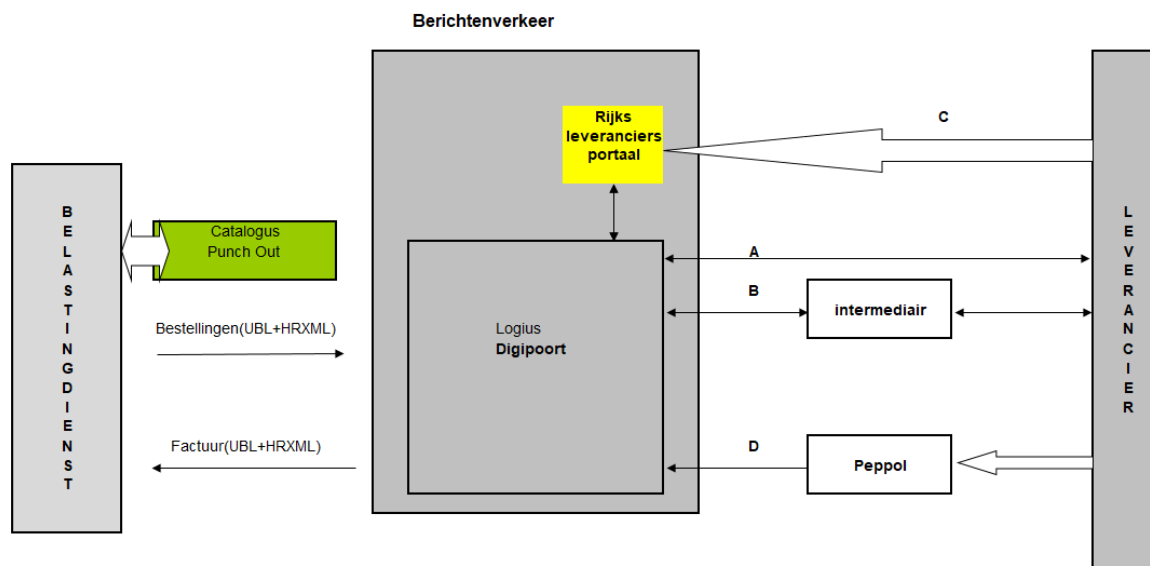 Berichtenverkeer
Rijks
leveranciers
portaal
C
B
E
L
A
S
T
I
N
G
D
I
E
N
S
T
Catalogus
Punch Out
Bestellingen(UBL+HRXML)
Factuur(UBL+HRXML)
Logius
Digipoort
A
B
intermediair
D
Peppol
L
E
V
E
R
A
N
C
I
E
R